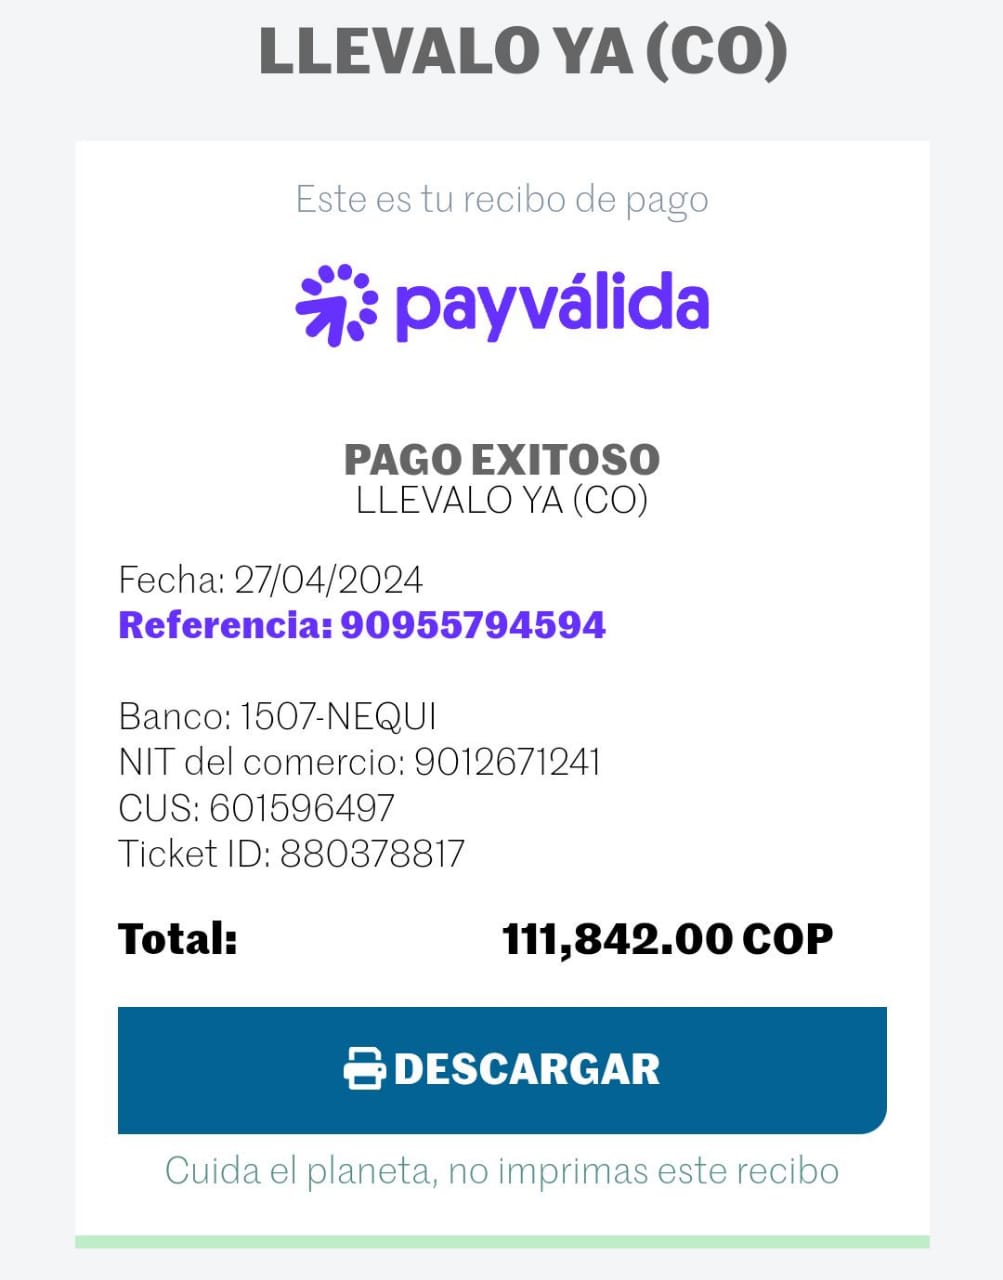 LLEVALO YA (CO)
Este es tu recibo de pago
payválida
PAGO EXITOSO
LLEVALO YA (CO)
Fecha: 27/04/2024
Referencia: 90955794594
Banco: 1507-NEQUI
NIT del comercio: 9012671241
CUS: 601596497
Ticket ID: 880378817
Total: 111,842.00 COP
DESCARGAR
Cuida el planeta, no imprimas este recibo